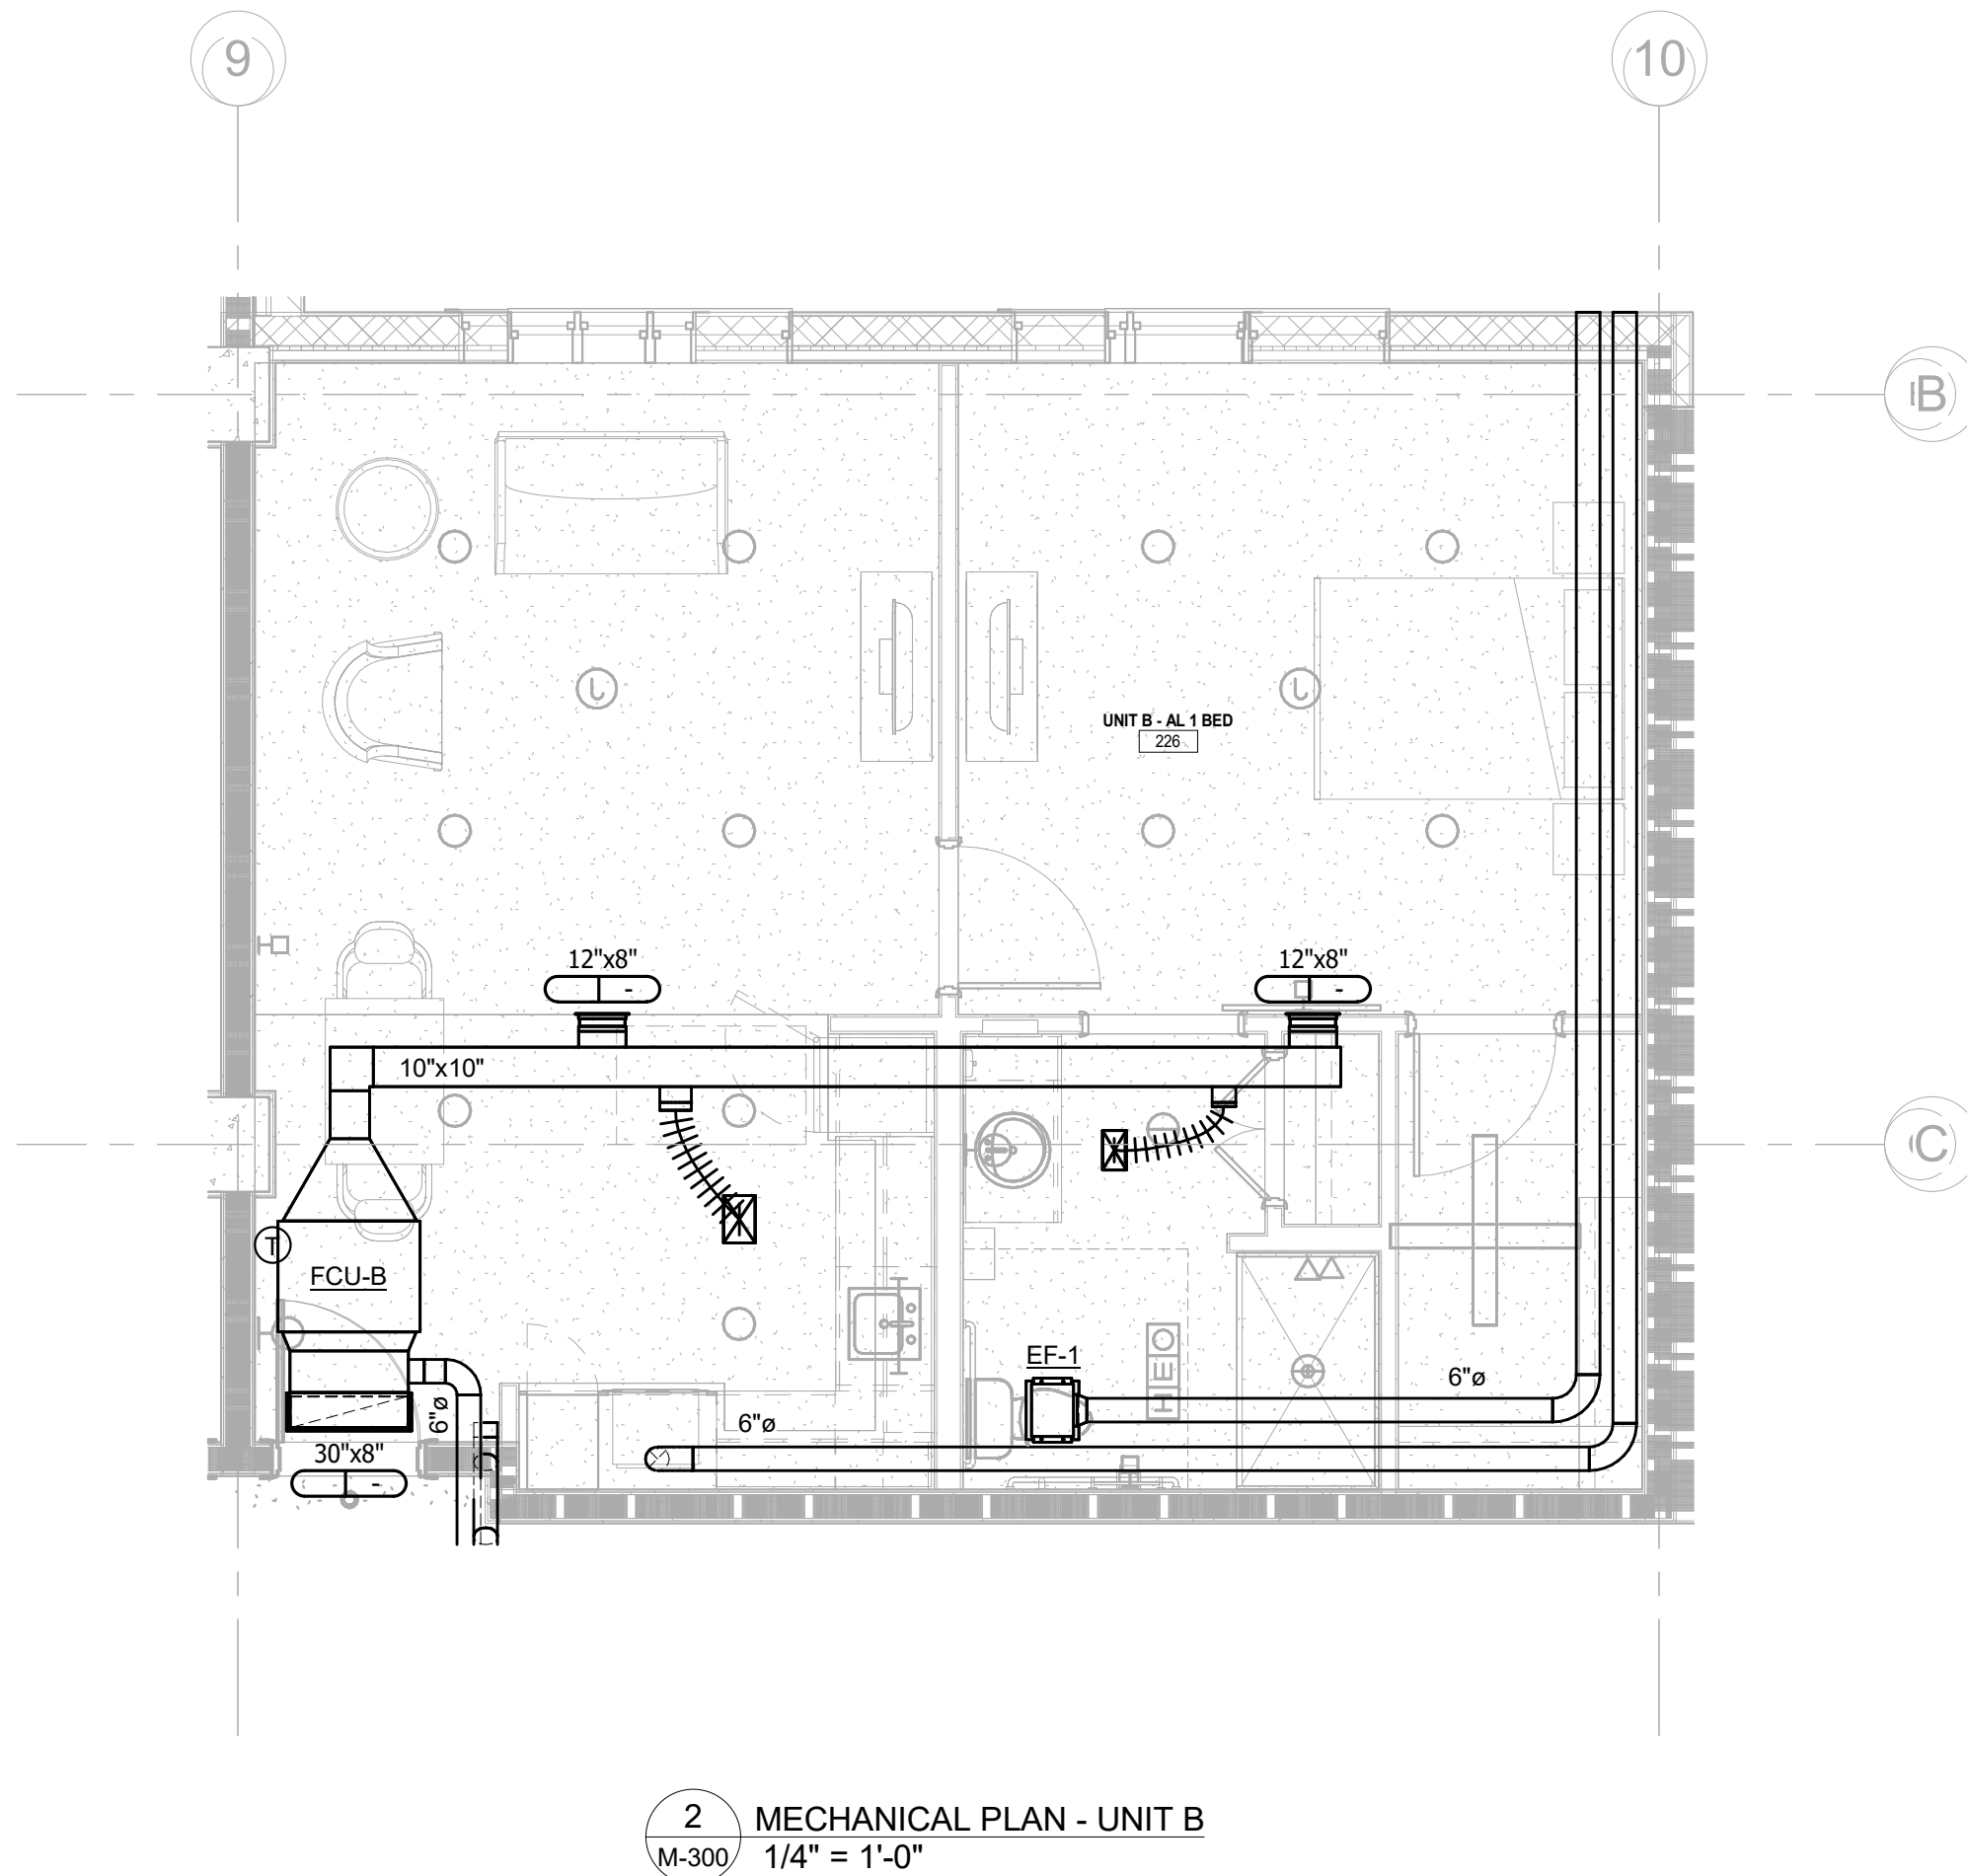 9
10
B
UNIT B - AL 1 BED
226
12"x8"
12"x8"
10"x10"
C
T
FCU-B
EF-1
6"ø
6"ø
6"ø
30"x8"
2
MECHANICAL PLAN - UNIT B
M-300
1/4" = 1'-0"